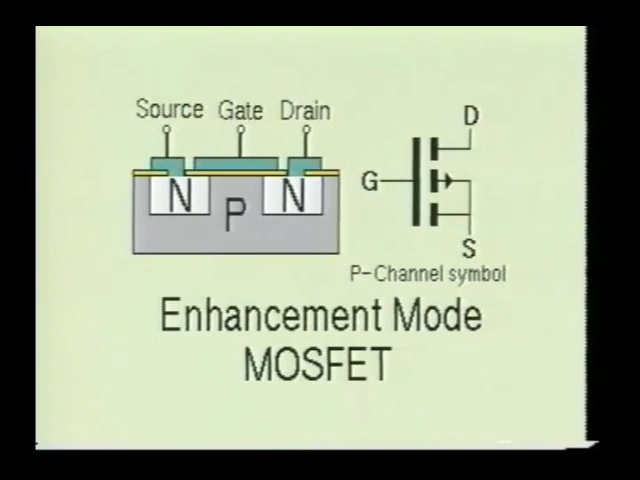 Source Gate Drain
D
G
N P N
S
P-Channel symbol
Enhancement Mode
MOSFET